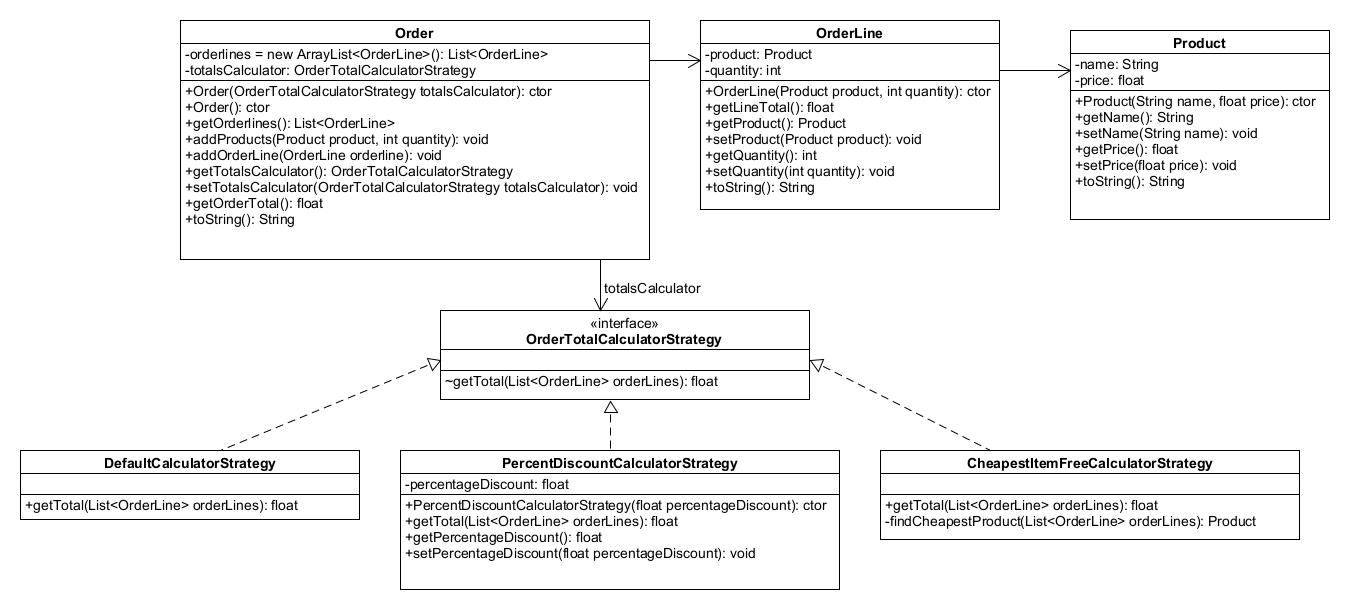 Order
-orderlines = new ArrayList<OrderLine>(): List<OrderLine>
-totalsCalculator: OrderTotalCalculatorStrategy
+Order(OrderTotalCalculatorStrategy totalsCalculator): ctor
+Order(): ctor
+getOrderlines(): List<OrderLine>
+addProducts(Product product, int quantity): void
+addOrderLine(OrderLine orderline): void
+getTotalsCalculator(): OrderTotalCalculatorStrategy
+setTotalsCalculator(OrderTotalCalculatorStrategy totalsCalculator): void
+getOrderTotal(): float
+toString(): String
OrderLine
-product: Product
-quantity: int
+OrderLine(Product product, int quantity): ctor
+getLineTotal(): float
+getProduct(): Product
+setProduct(Product product): void
+getQuantity(): int
+setQuantity(int quantity): void
+toString(): String
Product
-name: String
-price: float
+Product(String name, float price): ctor
+getName(): String
+setName(String name): void
+getPrice(): float
+setPrice(float price): void
+toString(): String
totalsCalculator
«interface»
OrderTotalCalculatorStrategy
~getTotal(List<OrderLine> orderLines): float
DefaultCalculatorStrategy
+getTotal(List<OrderLine> orderLines): float
PercentDiscountCalculatorStrategy
-percentageDiscount: float
+PercentDiscountCalculatorStrategy(float percentageDiscount): ctor
+getTotal(List<OrderLine> orderLines): float
+getPercentageDiscount(): float
+setPercentageDiscount(float percentageDiscount): void
CheapestItemFreeCalculatorStrategy
+getTotal(List<OrderLine> orderLines): float
-findCheapestProduct(List<OrderLine> orderLines): Product